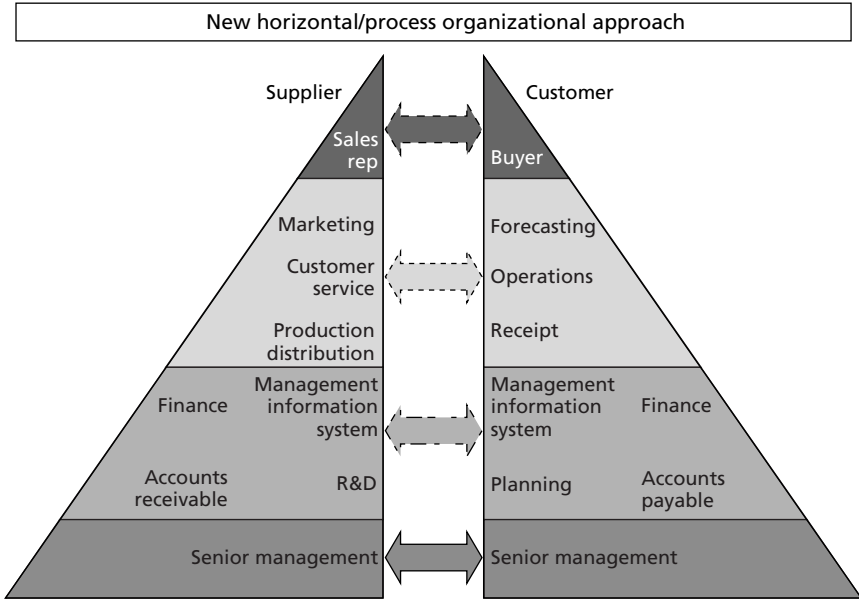 New horizontal/process organizational approach
Supplier
Customer
Sales
rep
Buyer
Marketing
Forecasting
Customer
service
Operations
Production
distribution
Receipt
Finance
Management
information
system
Management
information
system
Finance
Accounts
receivable
R&D
Planning
Accounts
payable
Senior management
Senior management